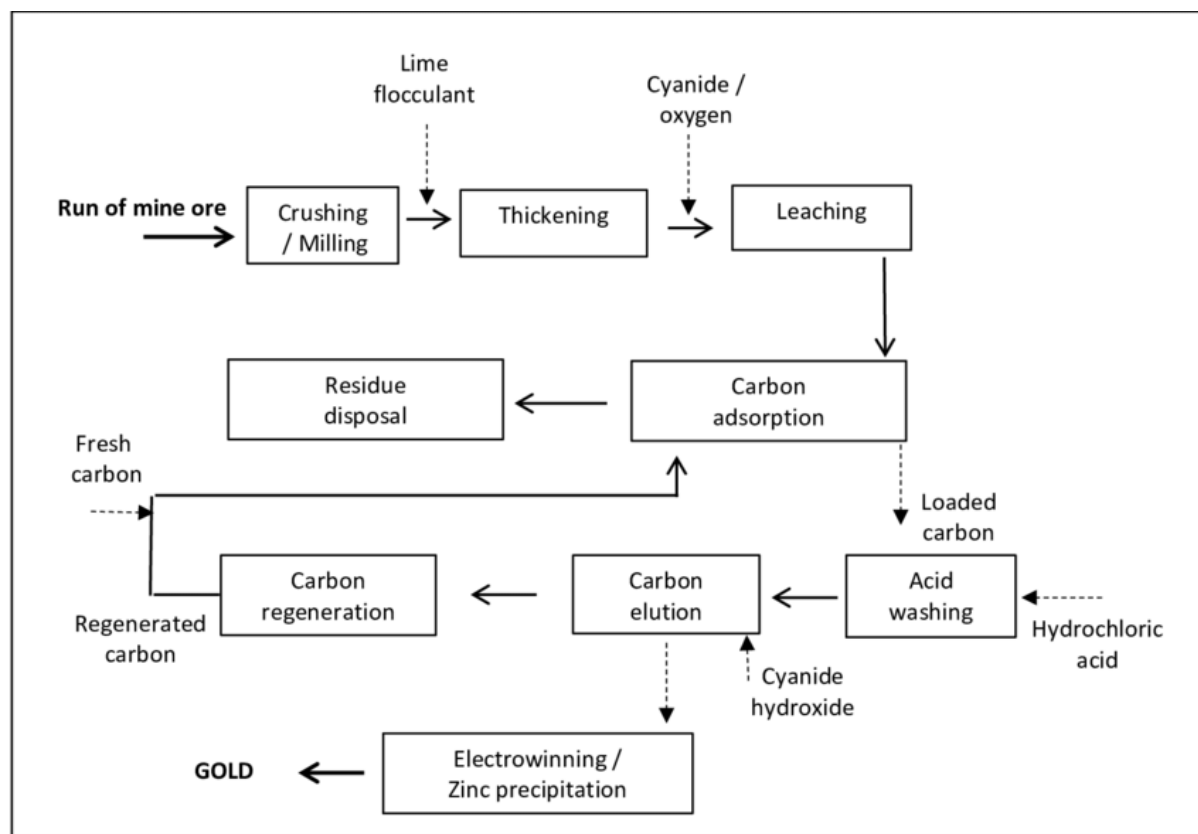 Lime
flocculant
Cyanide /
oxygen
Run of mine ore
Crushing
/ Milling
Thickening
Leaching
Residue
disposal
Carbon
adsorption
Fresh
carbon
Loaded
carbon
Carbon
regeneration
Carbon
elution
Acid
washing
Regenerated
carbon
Hydrochloric
acid
Cyanide
hydroxide
GOLD
Electrowinning /
Zinc precipitation